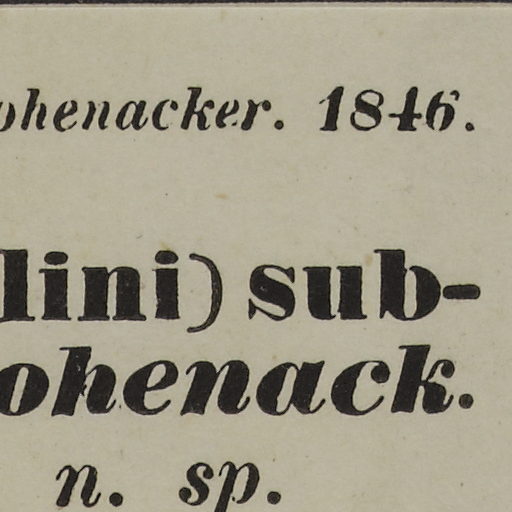 ohenacker. 1846.
lini) sub-
ohenack.
n. sp.